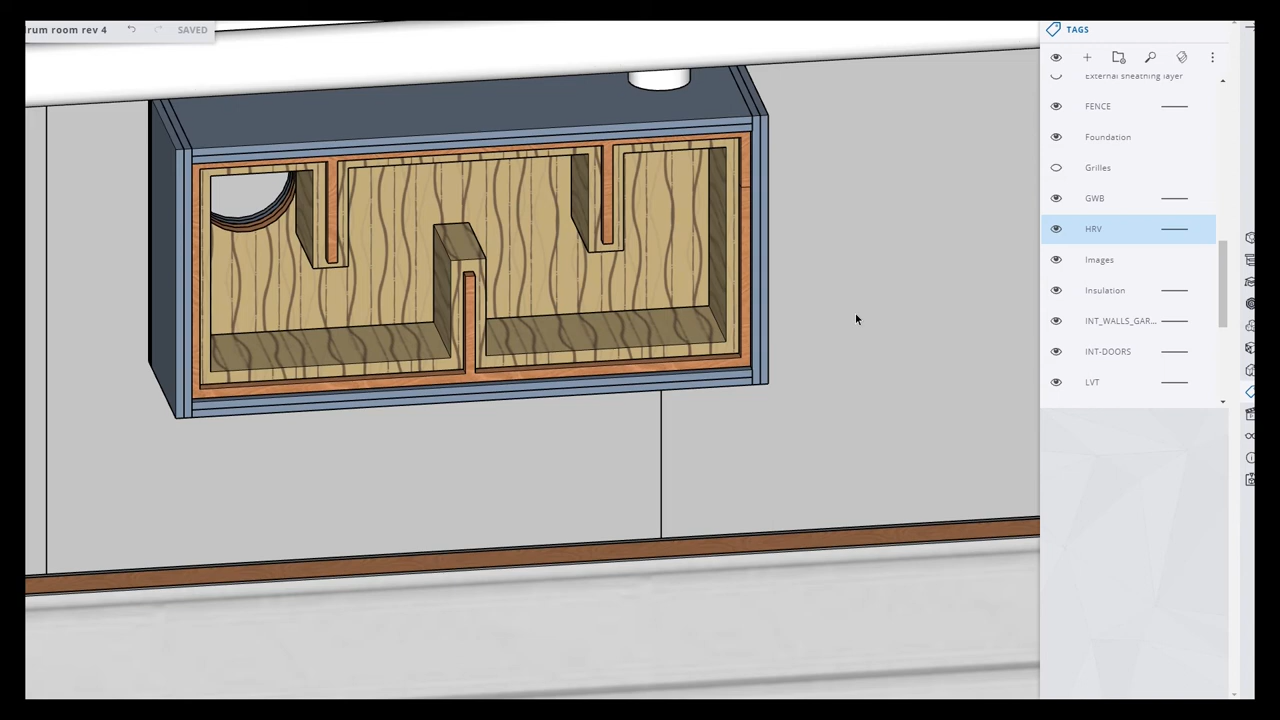 rum room rev 4
SAVED
TAGS
External sheathing layer
FENCE
Foundation
Grilles
GWB
HRV
Images
Insulation
INT_WALLS_GAR...
INT-DOORS
LVT